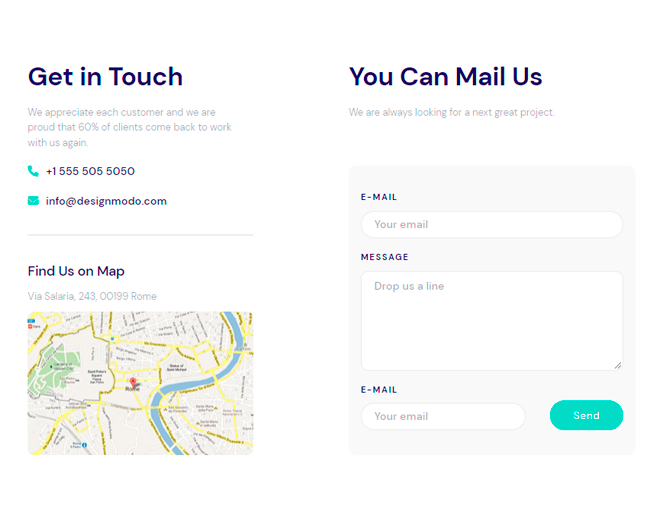 Get in Touch
We appreciate each customer and we are
proud that 60% of clients come back to work
with us again.
+1 555 505 5050
info@designmodo.com
Find Us on Map
Via Salaria, 243, 00199 Rome
Rome
You Can Mail Us
We are always looking for a next great project.
E-MAIL
Your email
MESSAGE
Drop us a line
E-MAIL
Your email
Send